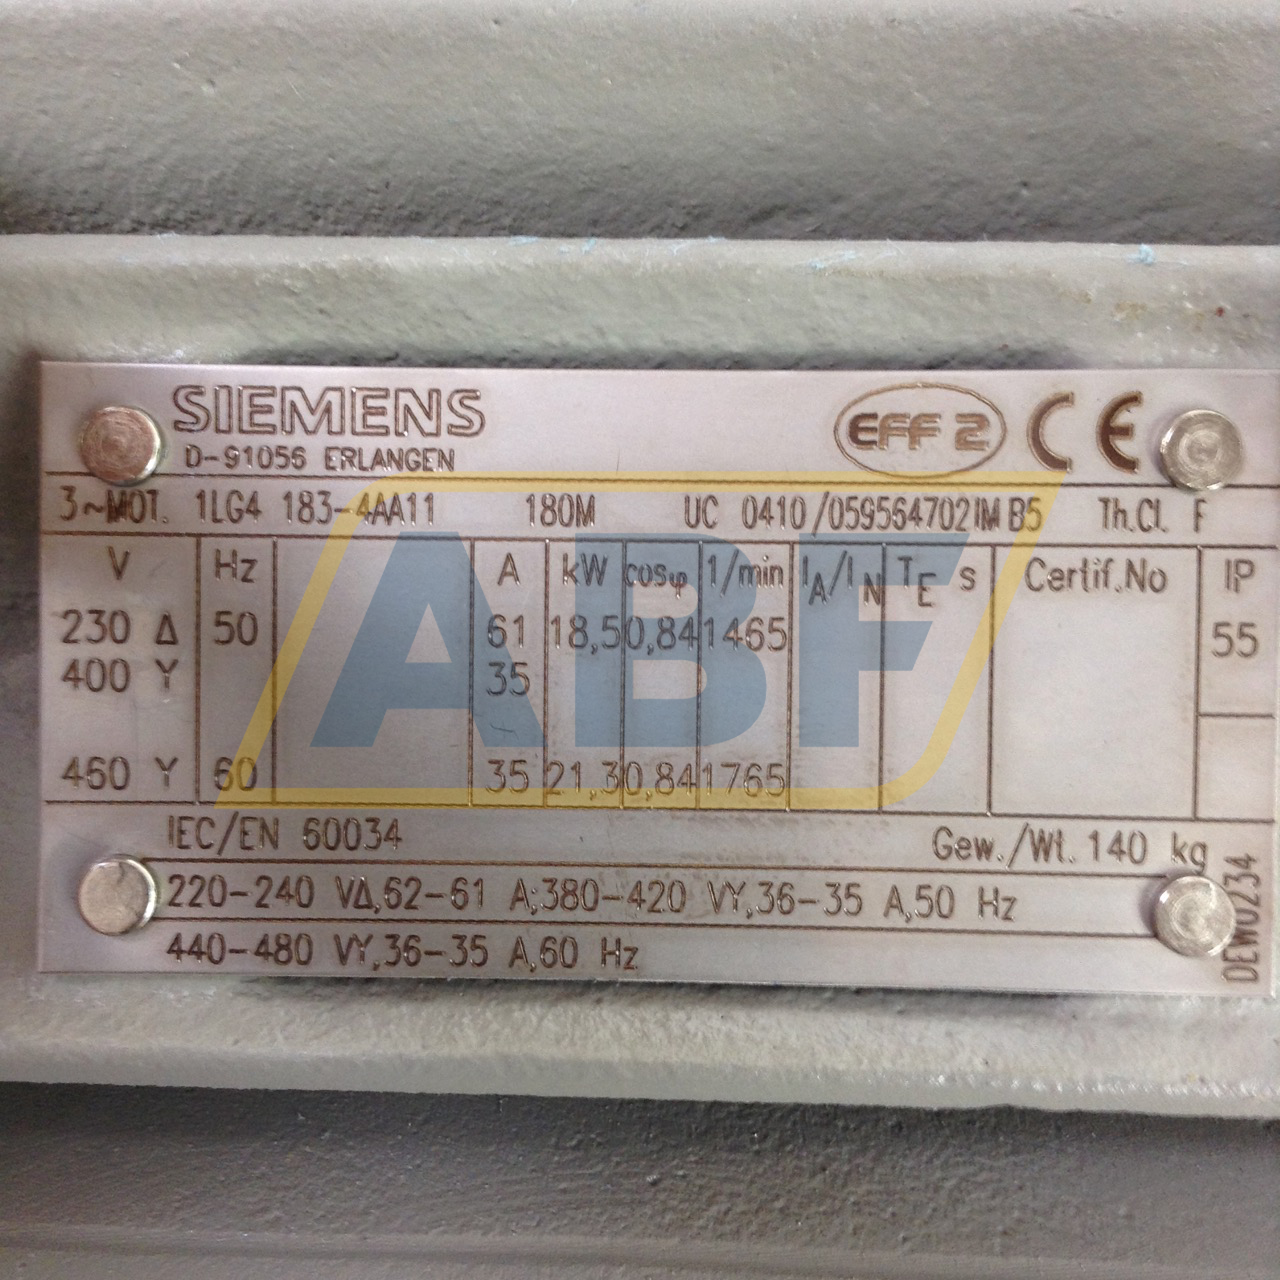 SIEMENS
EFF 2 CE
D-91056 ERLANGEN
3~MOT. 1LG4 183-4AA11 180M UC 0410/059564702 IM B5 Th.Cl. F
V Hz A kW cosφ 1/min IA/IN TE s Certif.No IP
230 Δ 50 61 18,5 0,84 1465 55
400 Y 35
460 Y 60 35 21,3 0,84 1765
IEC/EN 60034 Gew./Wt. 140 kg
220-240 VΔ,62-61 A;380-420 VY,36-35 A,50 Hz
440-480 VY,36-35 A,60 Hz
DEW0234
ABF